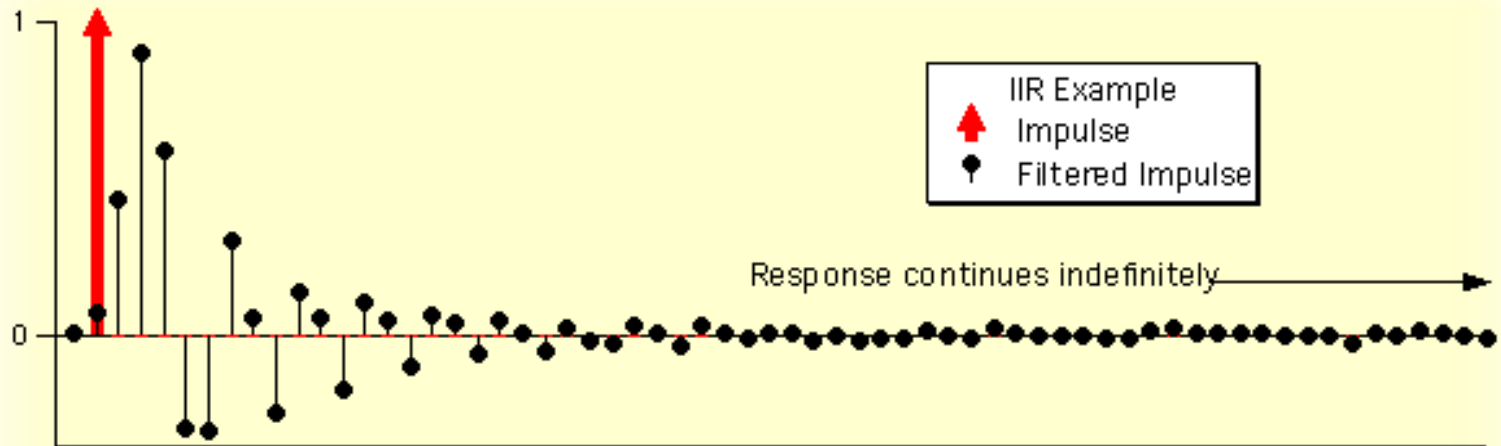 1
IIR Example
Impulse
Filtered Impulse
Response continues indefinitely
0